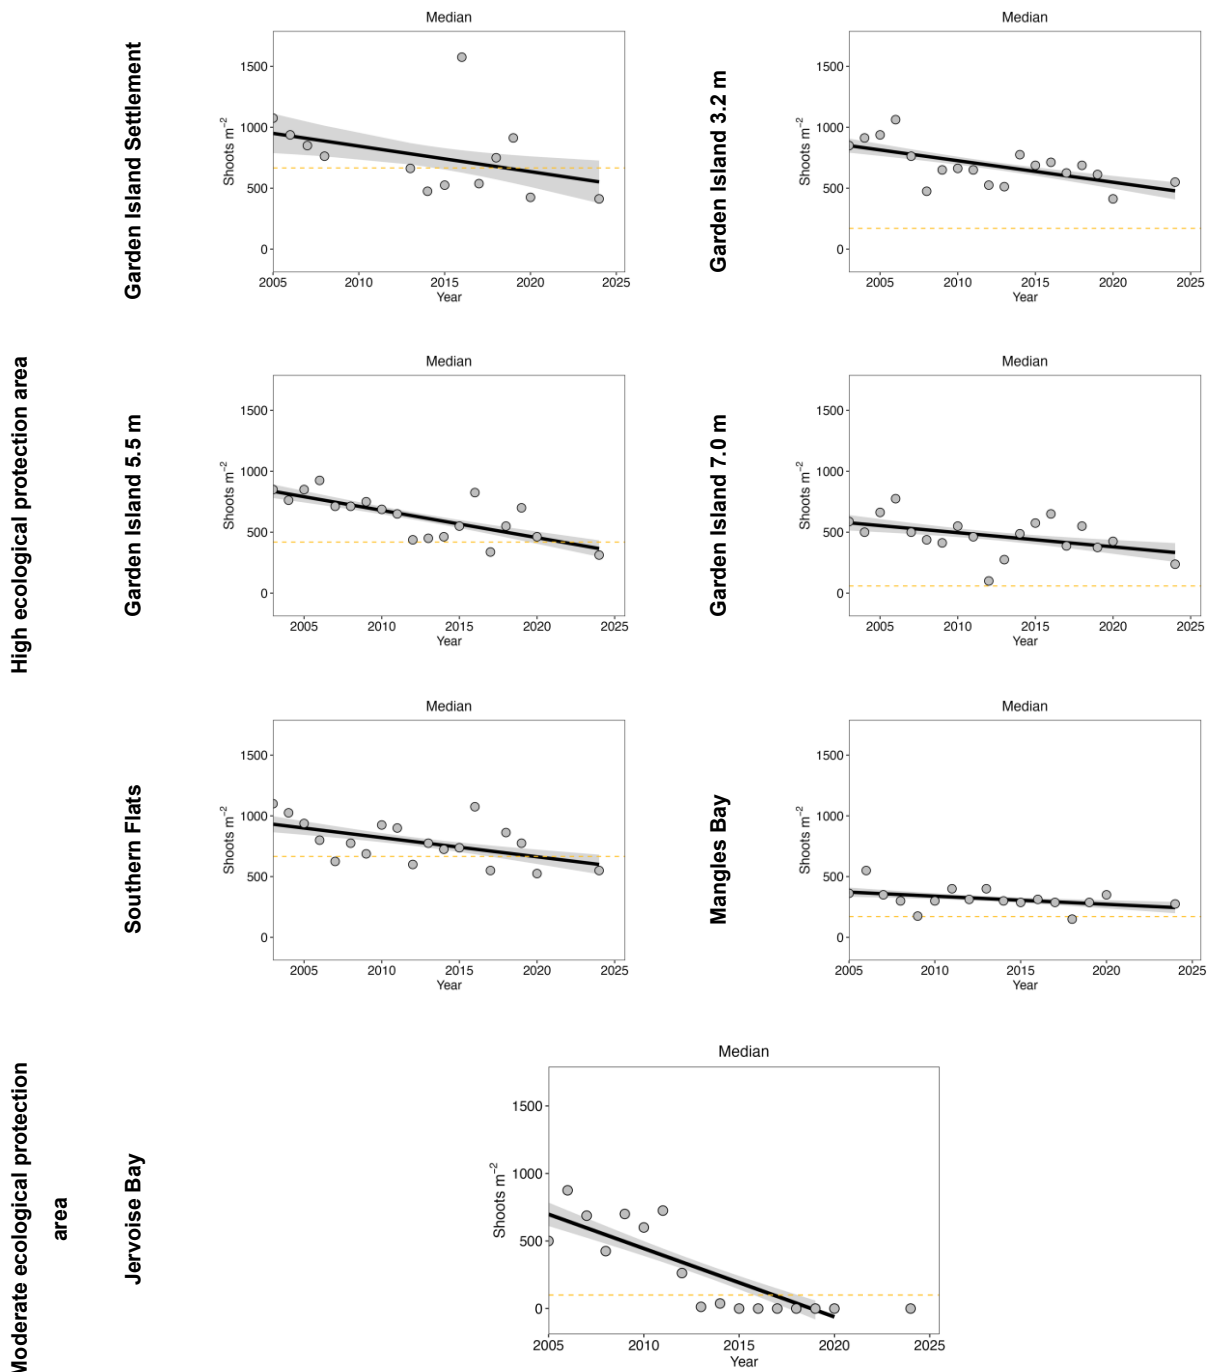 High ecological protection area
Garden Island Settlement
Median
Shoots m⁻²
1500
1000
500
0
2005 2010 2015 2020 2025
Year
Garden Island 3.2 m
Median
Shoots m⁻²
1500
1000
500
0
2005 2010 2015 2020 2025
Year
Garden Island 5.5 m
Median
Shoots m⁻²
1500
1000
500
0
2005 2010 2015 2020 2025
Year
Garden Island 7.0 m
Median
Shoots m⁻²
1500
1000
500
0
2005 2010 2015 2020 2025
Year
Southern Flats
Median
Shoots m⁻²
1500
1000
500
0
2005 2010 2015 2020 2025
Year
Mangles Bay
Median
Shoots m⁻²
1500
1000
500
0
2005 2010 2015 2020 2025
Year
Moderate ecological protection
area
Jervoise Bay
Median
Shoots m⁻²
1500
1000
500
0
2005 2010 2015 2020 2025
Year